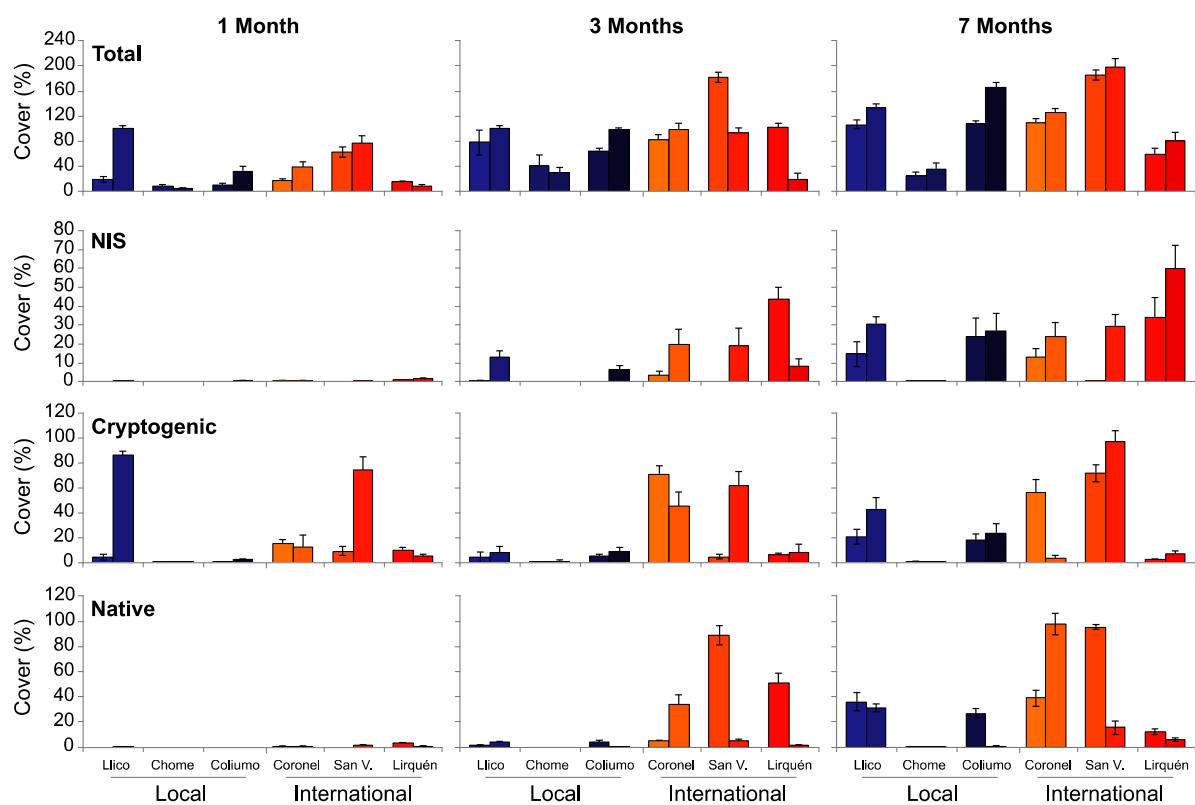 1 Month 3 Months 7 Months
Total
Cover (%)
240
200
160
120
80
40
0
NIS
Cover (%)
80
70
60
50
40
30
20
10
0
Cryptogenic
Cover (%)
120
100
80
60
40
20
0
Native
Cover (%)
120
100
80
60
40
20
0
Llico Chome Coliumo Coronel San V. Lirquén Llico Chome Coliumo Coronel San V. Lirquén Llico Chome Coliumo Coronel San V. Lirquén
Local International Local International Local International